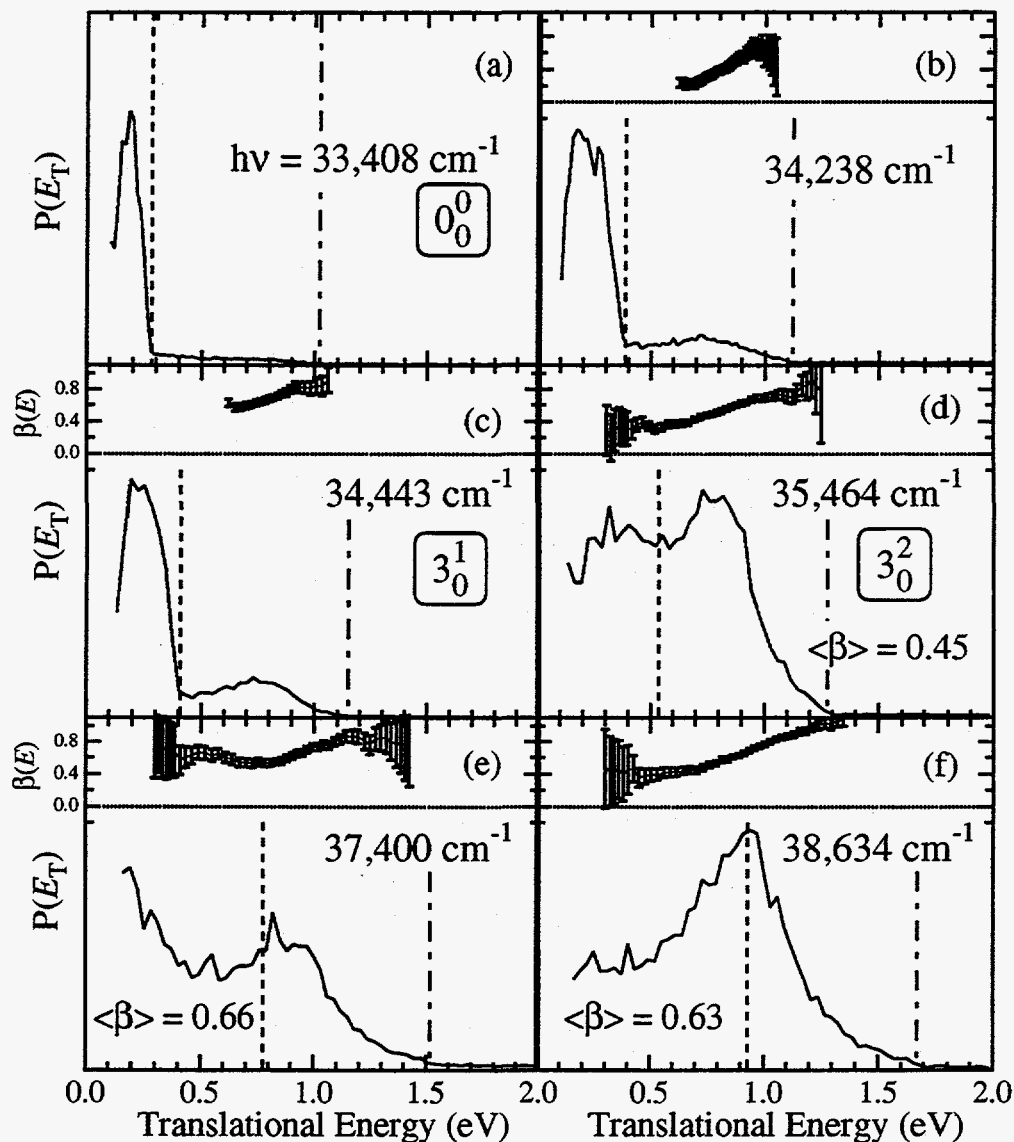 (a)
hν = 33,408 cm⁻¹
0₀⁰
P(E_T)
(b)
34,238 cm⁻¹
β(E)
0.8
0.4
0.0
(c)
P(E_T)
34,443 cm⁻¹
3₀¹
(d)
35,464 cm⁻¹
3₀²
<β> = 0.45
β(E)
0.8
0.4
0.0
(e)
P(E_T)
37,400 cm⁻¹
<β> = 0.66
(f)
38,634 cm⁻¹
<β> = 0.63
0.0 0.5 1.0 1.5 2.0
Translational Energy (eV)
0.5 1.0 1.5 2.0
Translational Energy (eV)